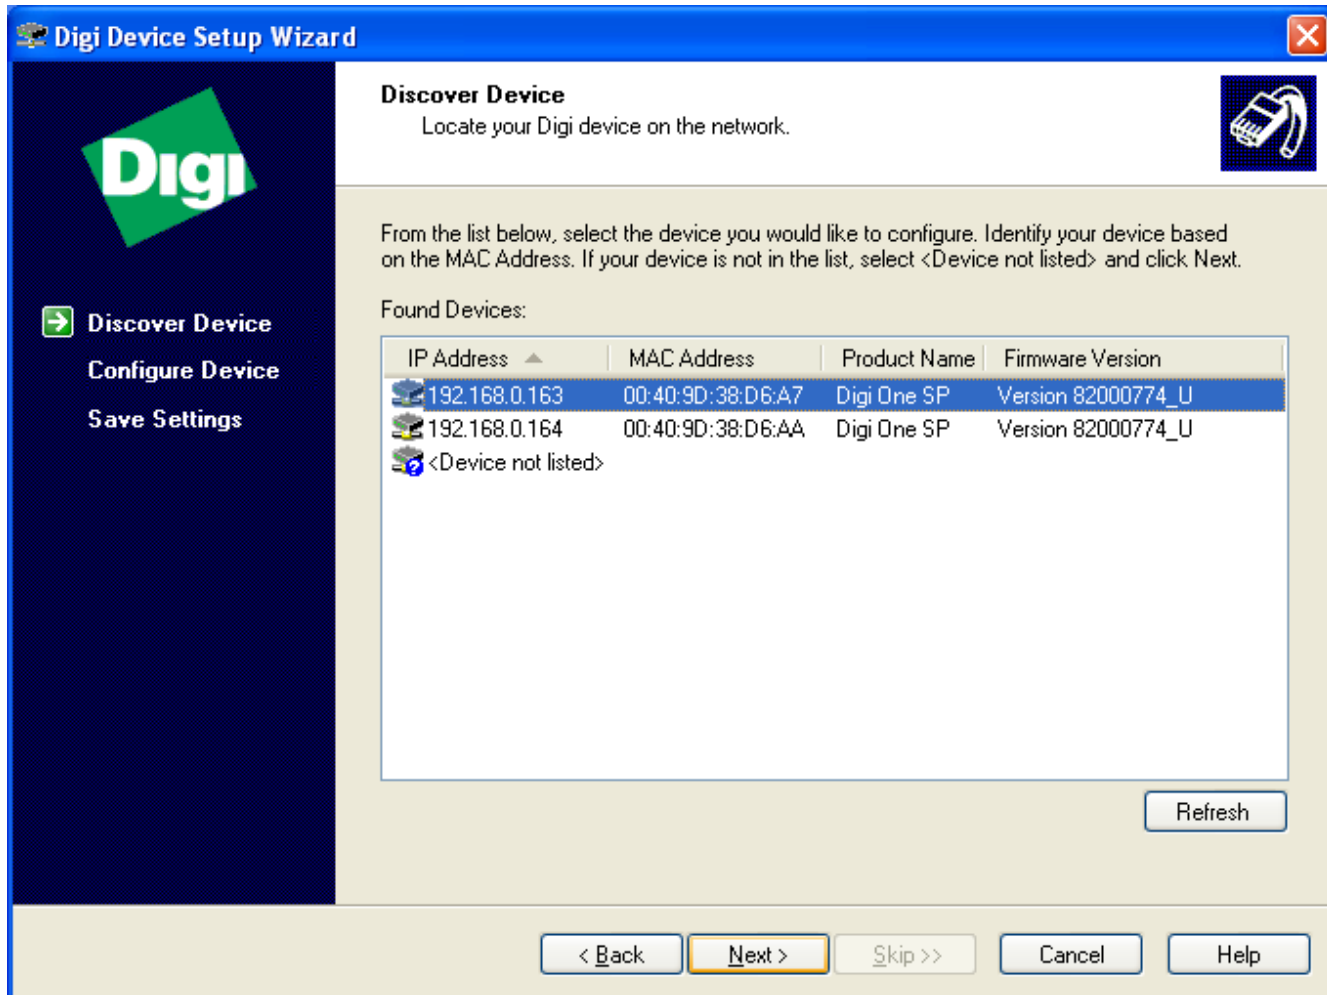 Digi Device Setup Wizard
Digi
Discover Device
Locate your Digi device on the network.
Discover Device
Configure Device
Save Settings
From the list below, select the device you would like to configure. Identify your device based
on the MAC Address. If your device is not in the list, select <Device not listed> and click Next.
Found Devices:
IP Address MAC Address Product Name Firmware Version
192.168.0.163 00:40:9D:38:D6:A7 Digi One SP Version 82000774_U
192.168.0.164 00:40:9D:38:D6:AA Digi One SP Version 82000774_U
<Device not listed>
Refresh
< Back Next > Skip >> Cancel Help